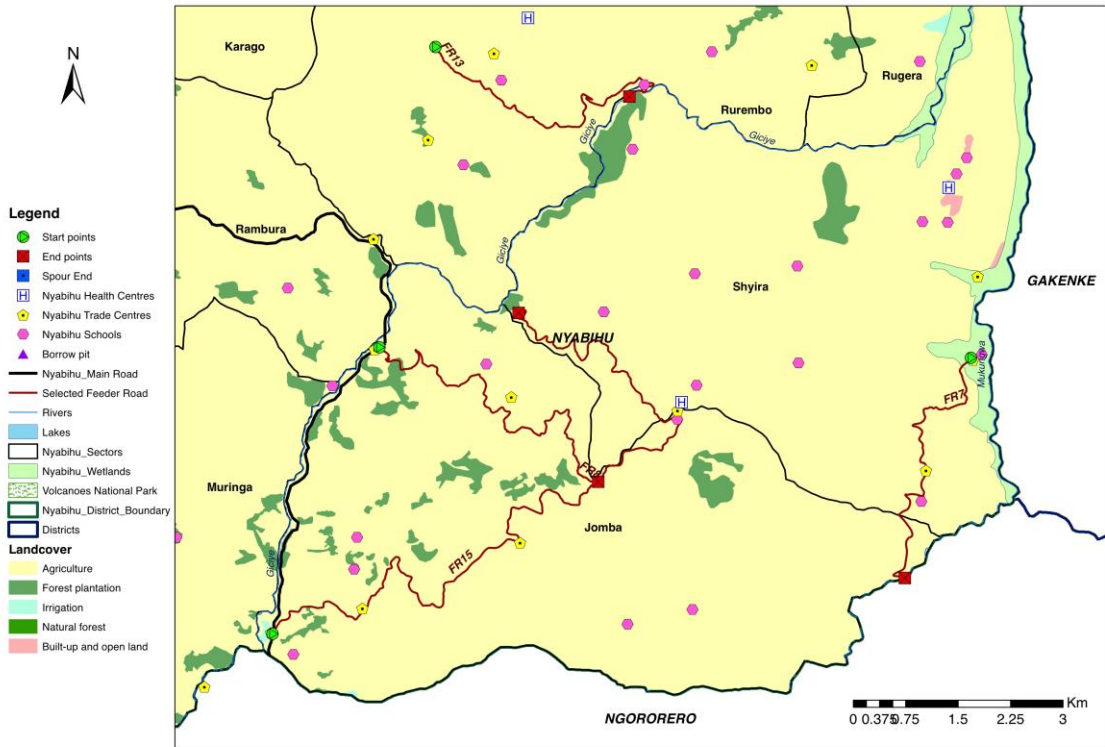 N
Legend
Start points
End points
Spour End
Nyabihu Health Centres
Nyabihu Trade Centres
Nyabihu Schools
Borrow pit
Nyabihu_Main Road
Selected Feeder Road
Rivers
Lakes
Nyabihu_Sectors
Nyabihu_Wetlands
Volcanoes National Park
Nyabihu_District_Boundary
Districts
Landcover
Agriculture
Forest plantation
Irrigation
Natural forest
Built-up and open land
Karago
FR13
Rugera
Rurembo
Giciye
Giciye
Rambura
Giciye
Shyira
GAKENKE
NYABIHU
Mukungwa
FR7
Muringa
Jomba
FR15
Giciye
NGORORERO
Km
0 0.375 0.75 1.5 2.25 3
H
H
H